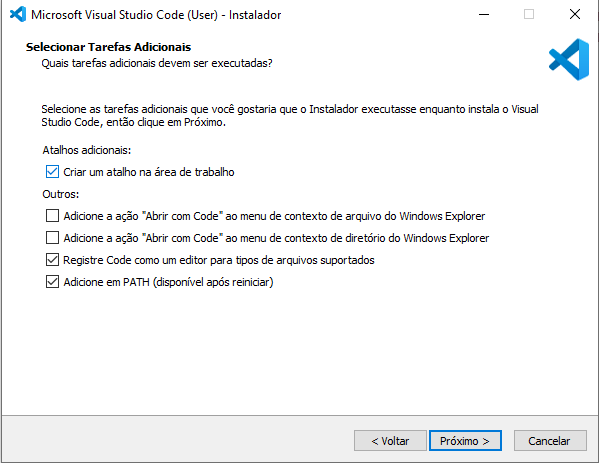 Microsoft Visual Studio Code (User) - Instalador
Selecionar Tarefas Adicionais
Quais tarefas adicionais devem ser executadas?
Selecione as tarefas adicionais que você gostaria que o Instalador executasse enquanto instala o Visual
Studio Code, então clique em Próximo.
Atalhos adicionais:
Criar um atalho na área de trabalho
Outros:
Adicione a ação "Abrir com Code" ao menu de contexto de arquivo do Windows Explorer
Adicione a ação "Abrir com Code" ao menu de contexto de diretório do Windows Explorer
Registre Code como um editor para tipos de arquivos suportados
Adicione em PATH (disponível após reiniciar)
< Voltar
Próximo >
Cancelar